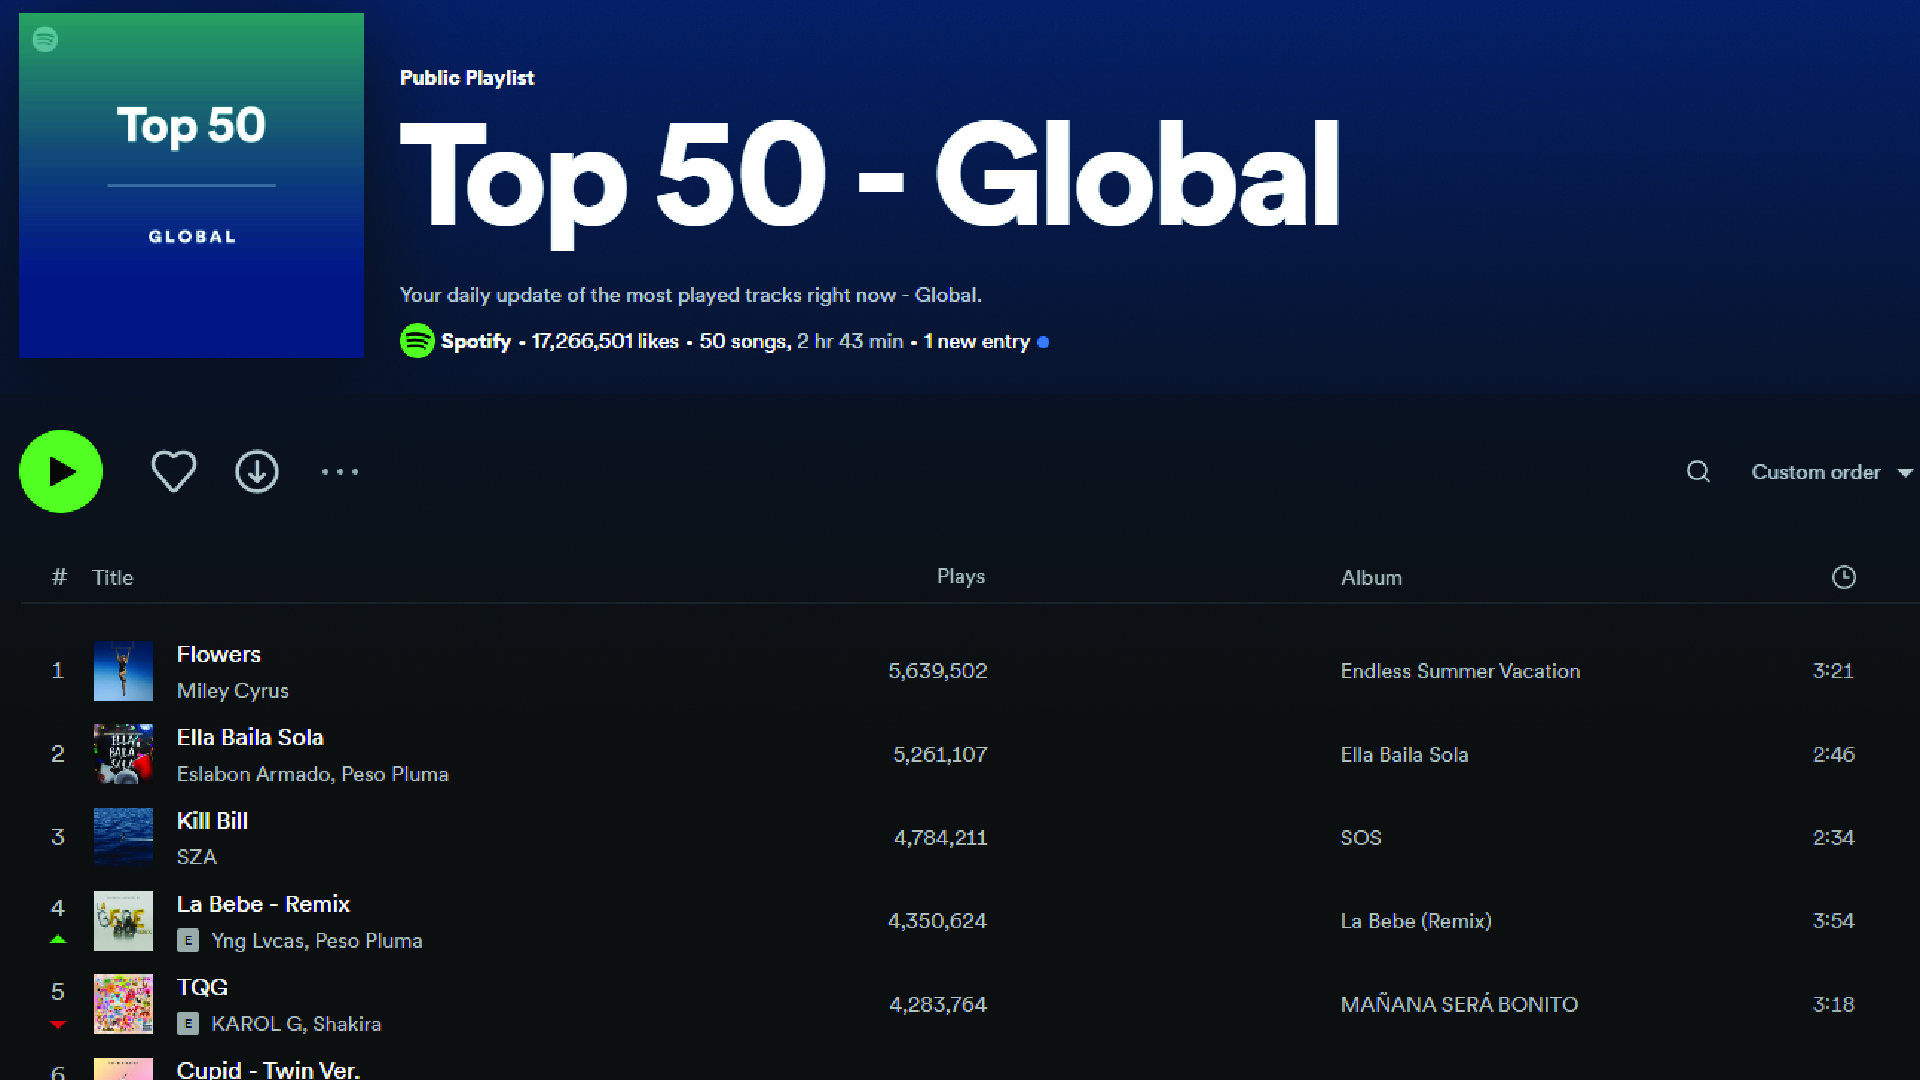 Top 50
GLOBAL
Public Playlist
Top 50 - Global
Your daily update of the most played tracks right now - Global.
Spotify • 17,266,501 likes • 50 songs, 2 hr 43 min • 1 new entry
Custom order
# Title Plays Album
1 Flowers 5,639,502 Endless Summer Vacation 3:21
Miley Cyrus
2 Ella Baila Sola 5,261,107 Ella Baila Sola 2:46
Eslabon Armado, Peso Pluma
3 Kill Bill 4,784,211 SOS 2:34
SZA
4 La Bebe - Remix 4,350,624 La Bebe (Remix) 3:54
E Yng Lvcas, Peso Pluma
5 TQG 4,283,764 MAÑANA SERÁ BONITO 3:18
E KAROL G, Shakira
6 Cupid - Twin Ver.